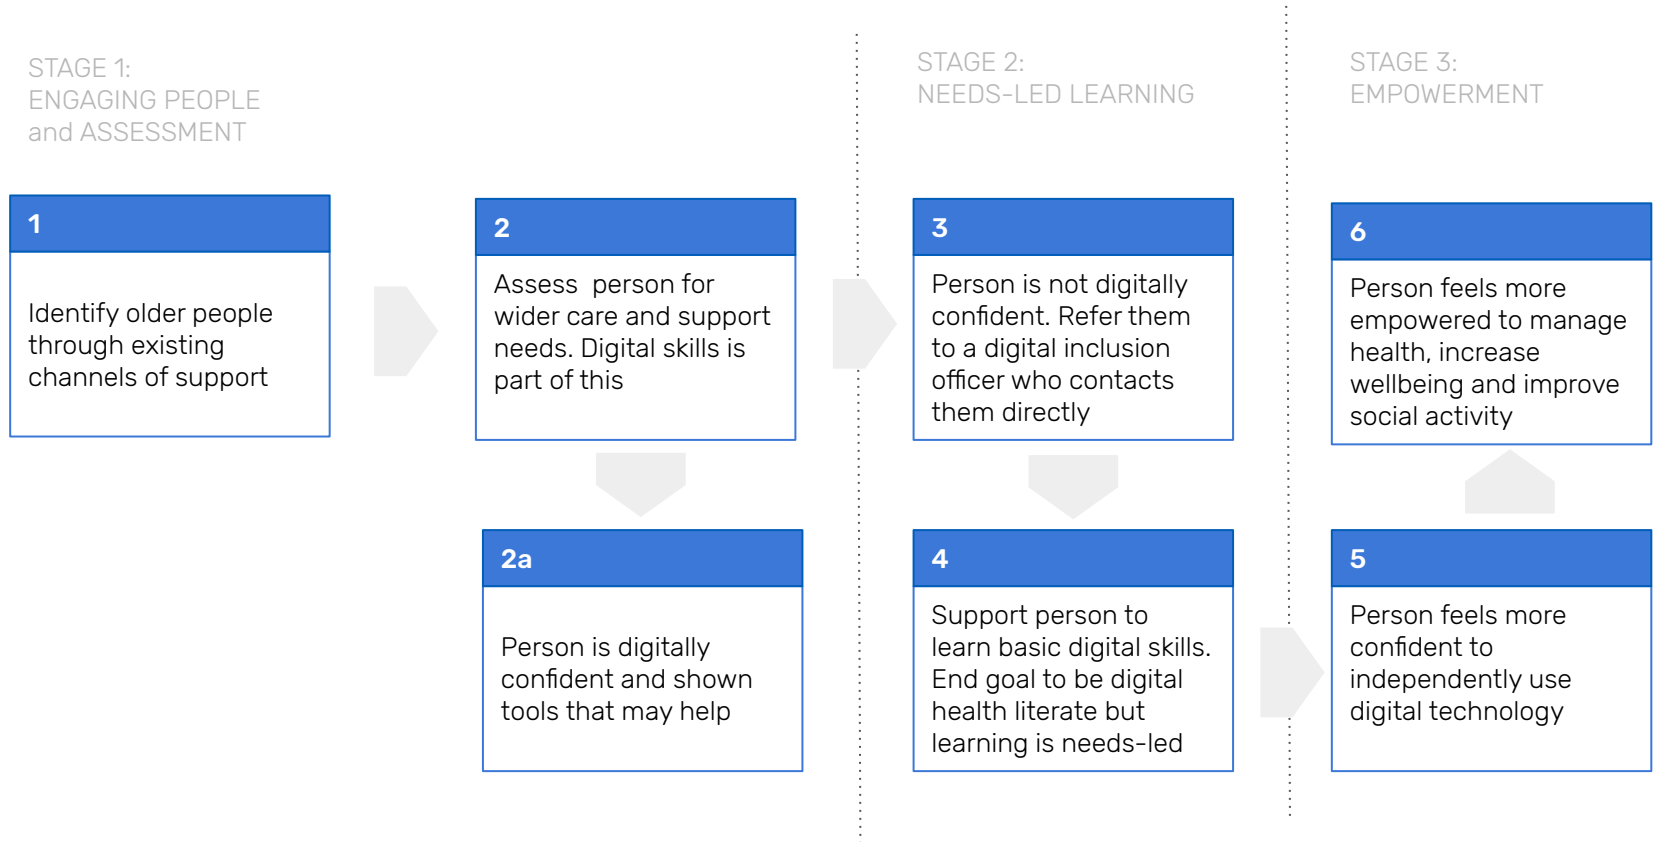 STAGE 1:
ENGAGING PEOPLE
and ASSESSMENT
1
Identify older people
through existing
channels of support
2
Assess  person for
wider care and support
needs. Digital skills is
part of this
2a
Person is digitally
confident and shown
tools that may help
STAGE 2:
NEEDS-LED LEARNING
3
Person is not digitally
confident. Refer them
to a digital inclusion
officer who contacts
them directly
4
Support person to
learn basic digital skills.
End goal to be digital
health literate but
learning is needs-led
STAGE 3:
EMPOWERMENT
6
Person feels more
empowered to manage
health, increase
wellbeing and improve
social activity
5
Person feels more
confident to
independently use
digital technology